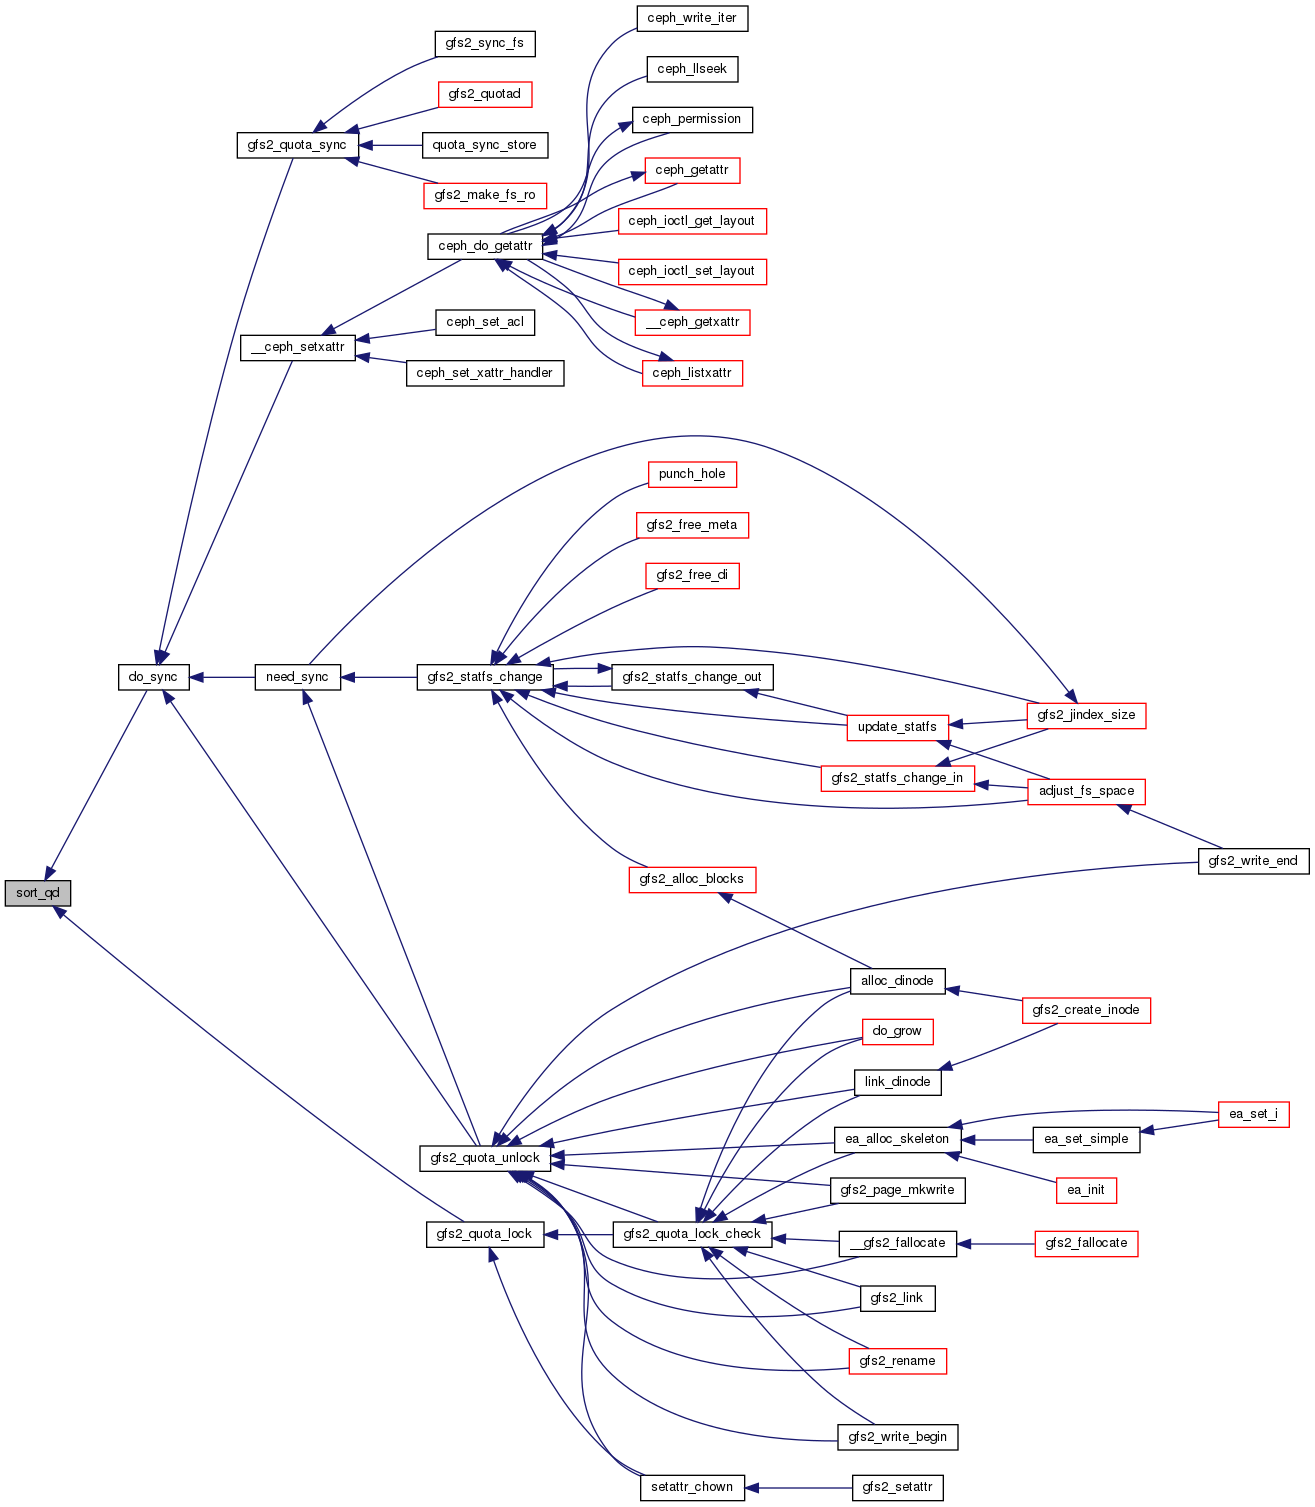 ceph_write_iter
gfs2_sync_fs
ceph_llseek
gfs2_quotad
ceph_permission
gfs2_quota_sync
quota_sync_store
ceph_getattr
gfs2_make_fs_ro
ceph_ioctl_get_layout
ceph_do_getattr
ceph_ioctl_set_layout
ceph_set_acl
__ceph_getxattr
__ceph_setxattr
ceph_set_xattr_handler
ceph_listxattr
punch_hole
gfs2_free_meta
gfs2_free_di
do_sync
need_sync
gfs2_statfs_change
gfs2_statfs_change_out
gfs2_jindex_size
update_statfs
gfs2_statfs_change_in
adjust_fs_space
gfs2_write_end
gfs2_alloc_blocks
sort_qd
alloc_dinode
gfs2_create_inode
do_grow
link_dinode
ea_set_i
ea_alloc_skeleton
ea_set_simple
gfs2_quota_unlock
gfs2_page_mkwrite
ea_init
gfs2_quota_lock
gfs2_quota_lock_check
__gfs2_fallocate
gfs2_fallocate
gfs2_link
gfs2_rename
gfs2_write_begin
setattr_chown
gfs2_setattr